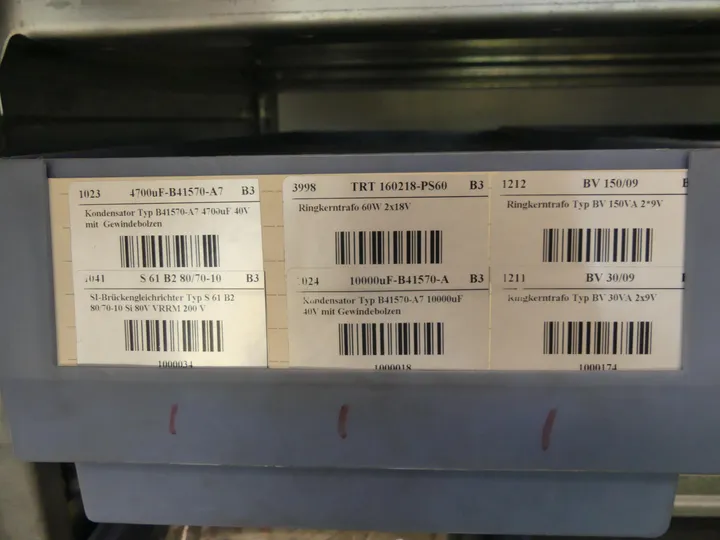 1023 4700uF-B41570-A7 B3
Kondensator Typ B41570-A7 4700uF 40V
mit Gewindebolzen
1041 S 61 B2 80/70-10 B3
SI-Brückengleichrichter Typ S 61 B2
80/70-10 Si 80V VRRM 200 V
1000034
3998 TRT 160218-PS60 B3
Ringkerntrafo 60W 2x18V
024 10000uF-B41570-A B3
Kondensator Typ B41570-A7 10000uF
40V mit Gewindebolzen
1000018
1212 BV 150/09
Ringkerntrafo Typ BV 150VA 2*9V
1211 BV 30/09
Ringkerntrafo Typ BV 30VA 2x9V
1000174